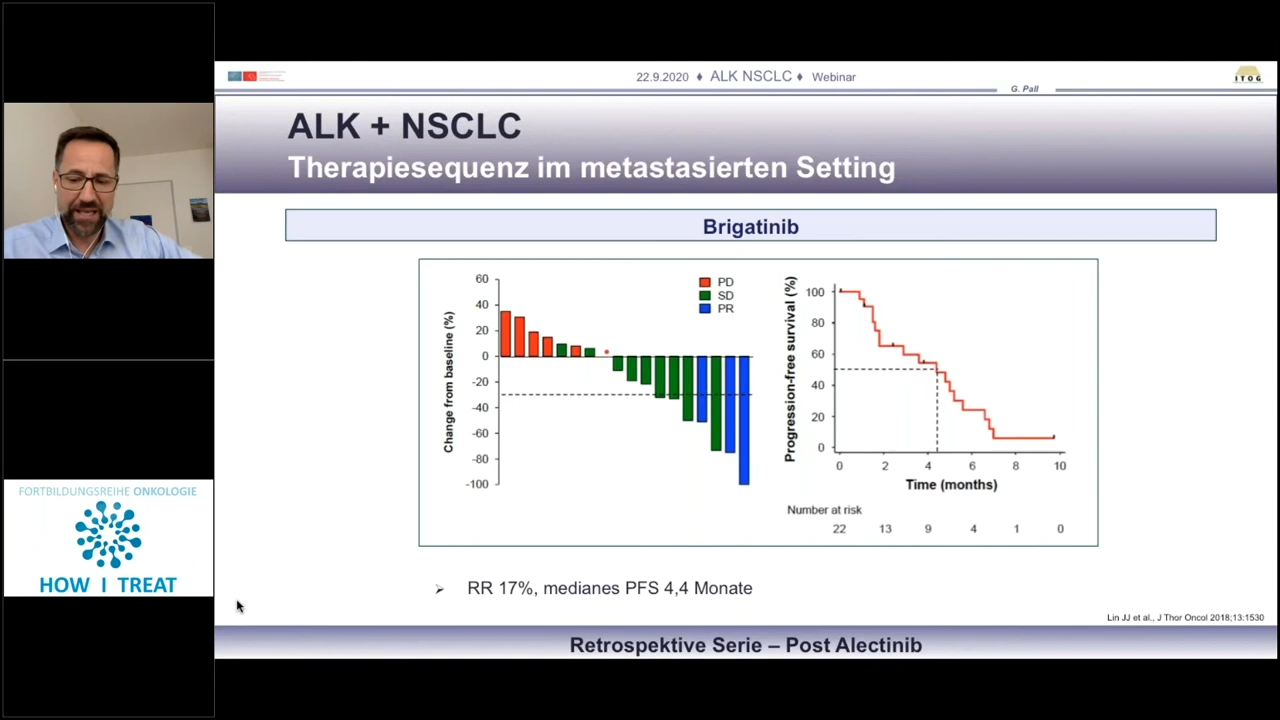 22.9.2020 ♦ ALK NSCLC ♦ Webinar
G. Pall
ITOG
ALK + NSCLC
Therapiesequenz im metastasierten Setting
Brigatinib
Change from baseline (%)
60
40
20
0
-20
-40
-60
-80
-100
PD
SD
PR
Progression-free survival (%)
100
80
60
40
20
0
0 2 4 6 8 10
Time (months)
Number at risk
22 13 9 4 1 0
➢ RR 17%, medianes PFS 4,4 Monate
Lin JJ et al., J Thor Oncol 2018;13:1530
Retrospektive Serie – Post Alectinib
FORTBILDUNGSREIHE ONKOLOGIE
HOW I TREAT